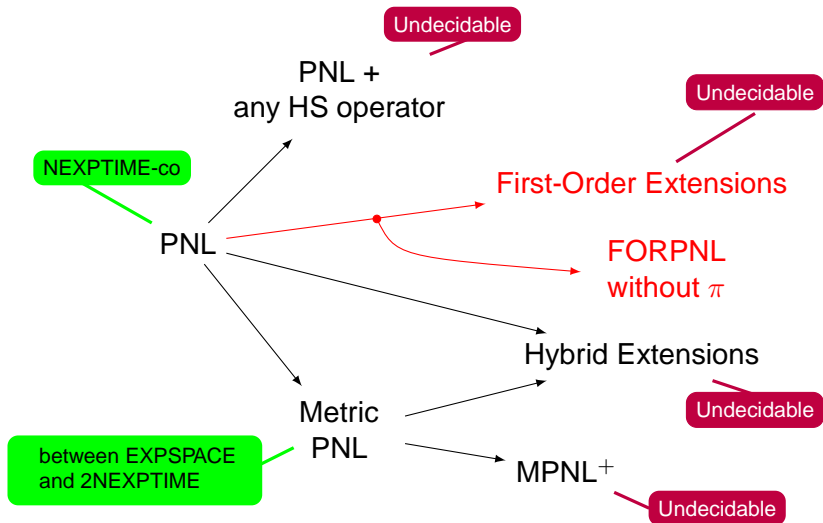 Undecidable
PNL +
any HS operator
Undecidable
NEXPTIME-co
First-Order Extensions
PNL
FORPNL
without π
Hybrid Extensions
Undecidable
Metric
PNL
between EXPSPACE
and 2NEXPTIME
MPNL⁺
Undecidable